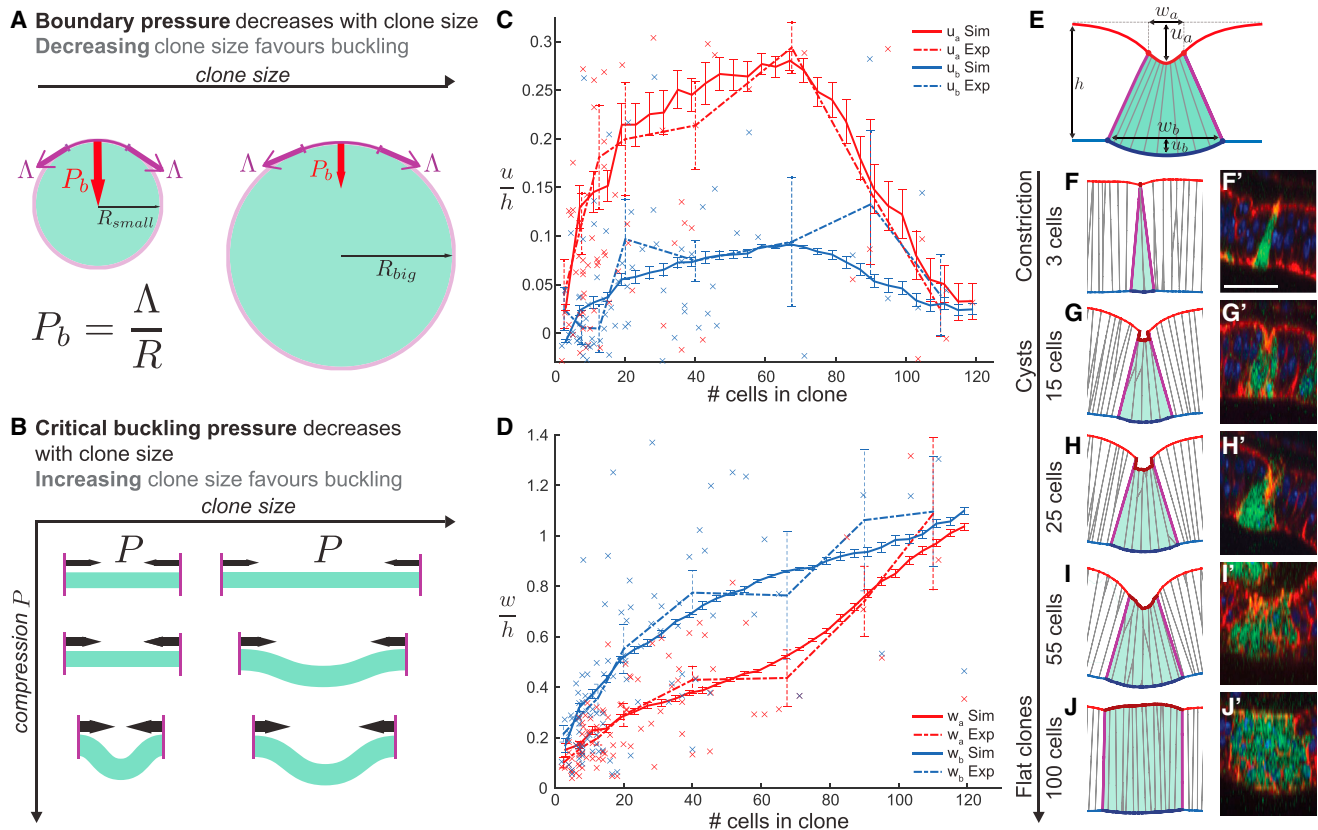 A Boundary pressure decreases with clone size
Decreasing clone size favours buckling
clone size
Λ Λ Λ Λ
P_b P_b
R_small
R_big
P_b = Λ/R
B Critical buckling pressure decreases
with clone size
Increasing clone size favours buckling
clone size
compression P
P P
C
u_a Sim
u_a Exp
u_b Sim
u_b Exp
u/h
0.3
0.25
0.2
0.15
0.1
0.05
0
0 20 40 60 80 100 120
# cells in clone
D
w/h
1.4
1.2
1
0.8
0.6
0.4
0.2
0
w_a Sim
w_a Exp
w_b Sim
w_b Exp
0 20 40 60 80 100 120
# cells in clone
E
w_a
u_a
h
w_b
u_b
Constriction
3 cells
F F'
Cysts
15 cells
G G'
25 cells
H H'
55 cells
I I'
Flat clones
100 cells
J J'